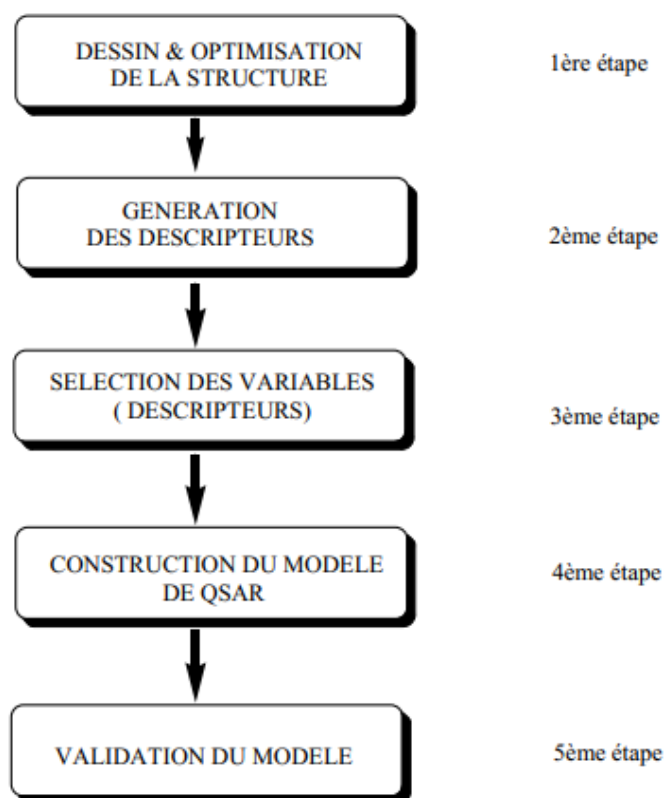 DESSIN & OPTIMISATION
DE LA STRUCTURE
1ère étape
GENERATION
DES DESCRIPTEURS
2ème étape
SELECTION DES VARIABLES
( DESCRIPTEURS)
3ème étape
CONSTRUCTION DU MODELE
DE QSAR
4ème étape
VALIDATION DU MODELE
5ème étape